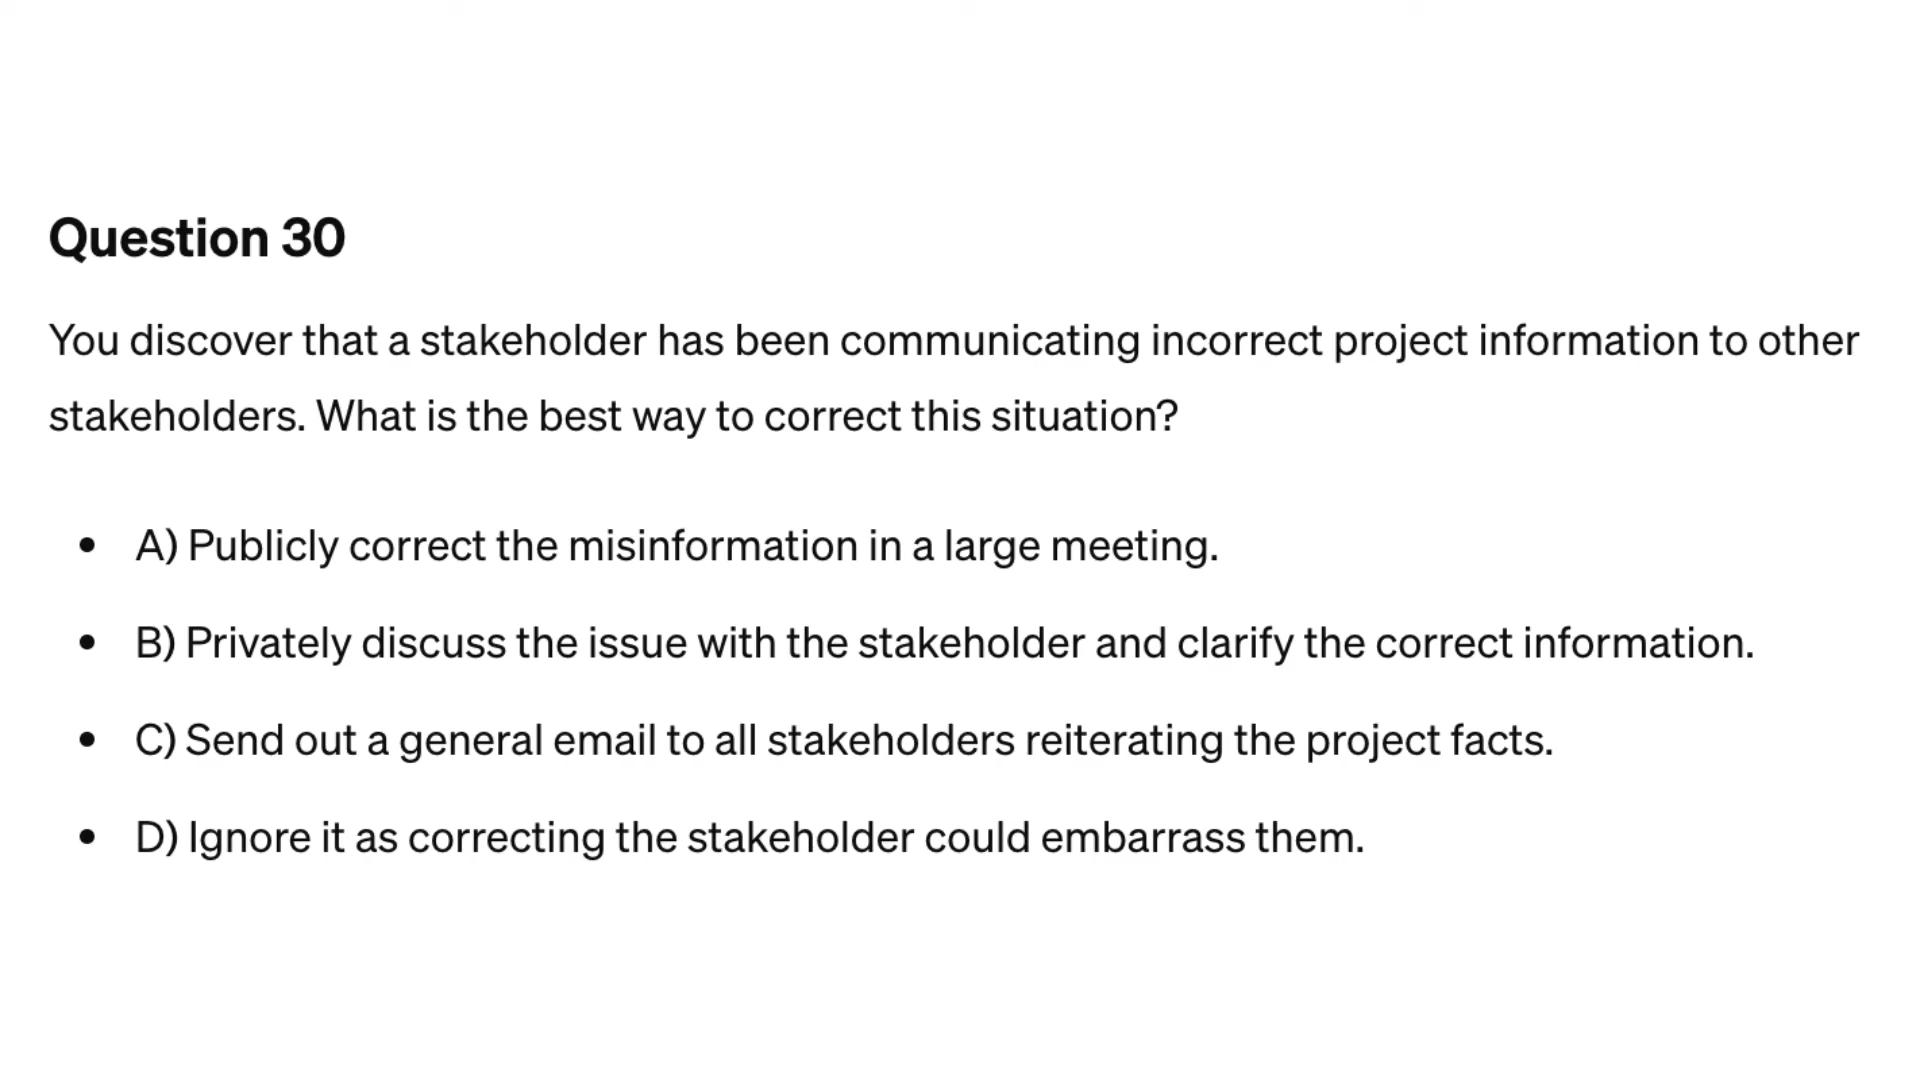 Question 30
You discover that a stakeholder has been communicating incorrect project information to other
stakeholders. What is the best way to correct this situation?
• A) Publicly correct the misinformation in a large meeting.
• B) Privately discuss the issue with the stakeholder and clarify the correct information.
• C) Send out a general email to all stakeholders reiterating the project facts.
• D) Ignore it as correcting the stakeholder could embarrass them.